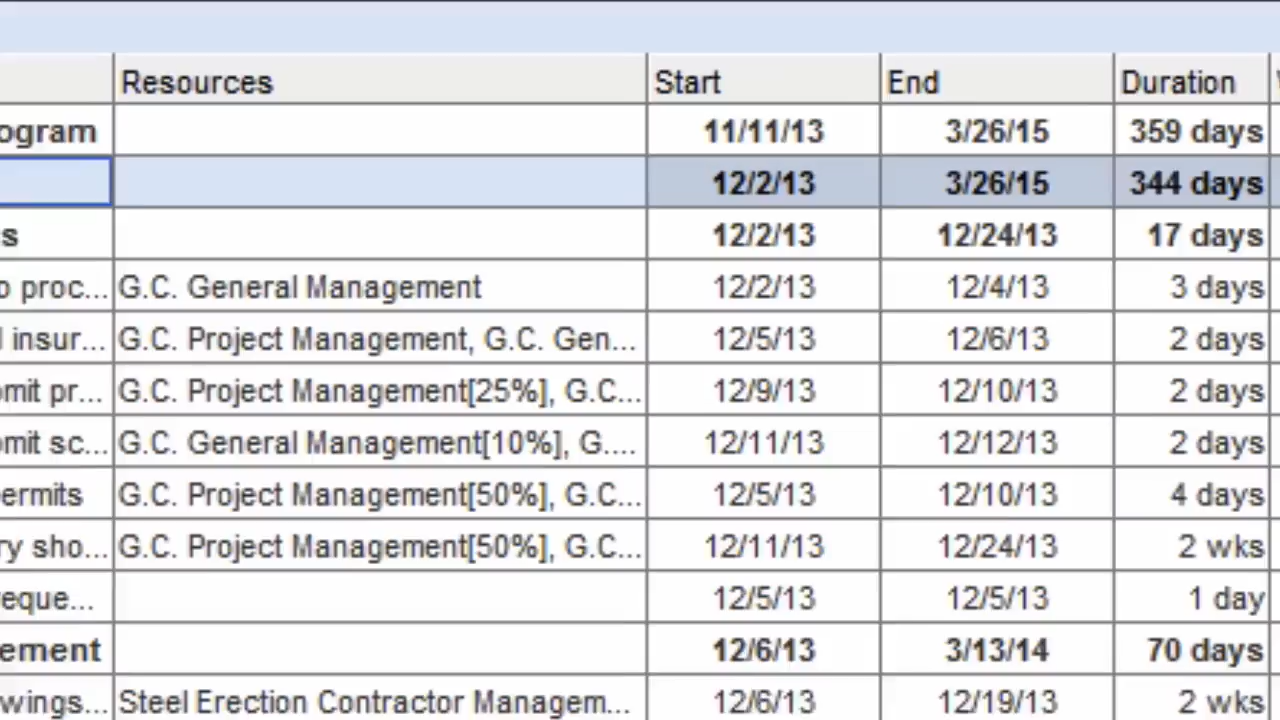 Resources Start End Duration
ogram 11/11/13 3/26/15 359 days
12/2/13 3/26/15 344 days
s 12/2/13 12/24/13 17 days
o proc... G.C. General Management 12/2/13 12/4/13 3 days
l insur... G.C. Project Management, G.C. Gen... 12/5/13 12/6/13 2 days
omit pr... G.C. Project Management[25%], G.C... 12/9/13 12/10/13 2 days
omit sc... G.C. General Management[10%], G.... 12/11/13 12/12/13 2 days
ermits G.C. Project Management[50%], G.C... 12/5/13 12/10/13 4 days
ry sho... G.C. Project Management[50%], G.C... 12/11/13 12/24/13 2 wks
eque... 12/5/13 12/5/13 1 day
ement 12/6/13 3/13/14 70 days
wings... Steel Erection Contractor Managem... 12/6/13 12/19/13 2 wks